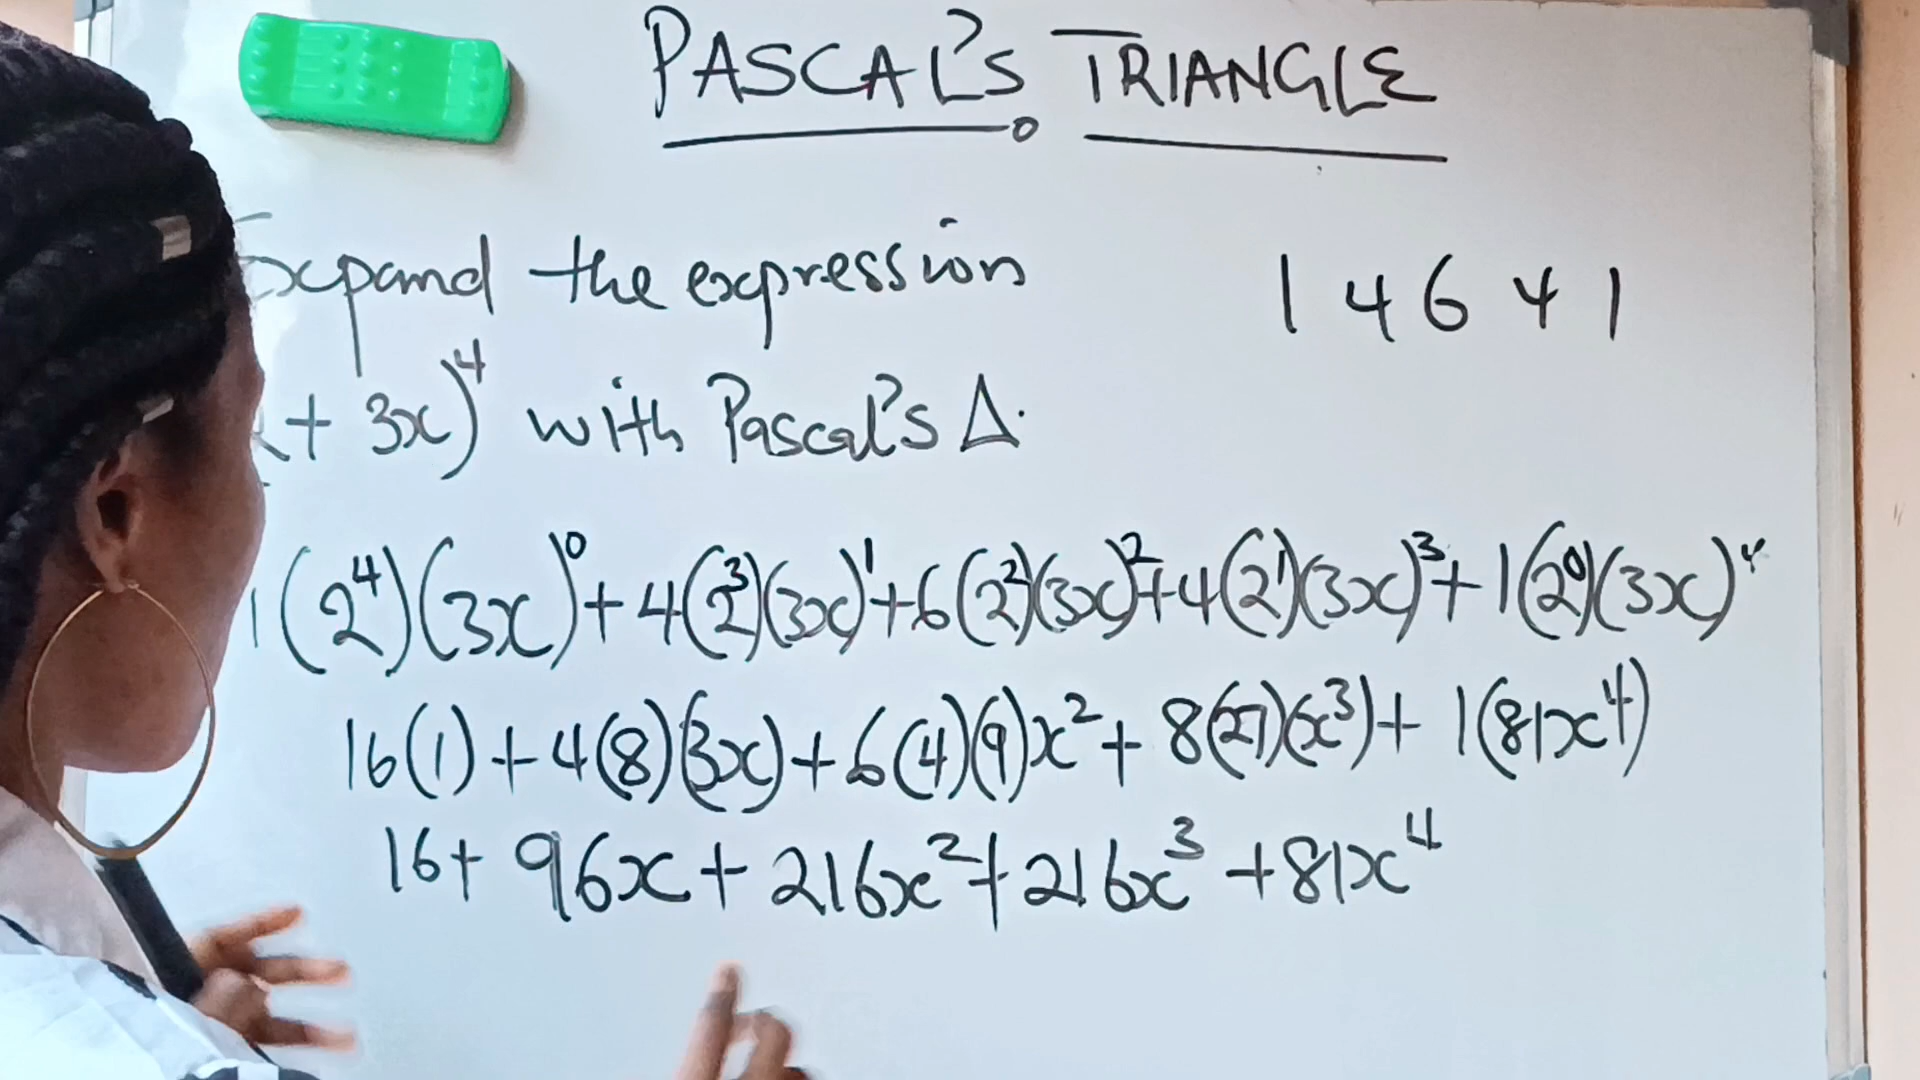 PASCAL'S TRIANGLE
Expand the expression
+ 3x)⁴ with Pascal's Δ.
1 4 6 4 1
1(2⁴)(3x)⁰+4(2³)(3x)¹+6(2²)(3x)²+4(2¹)(3x)³+1(2⁰)(3x)⁴
16(1)+4(8)(3x)+6(4)(9)x²+8(27)(x³)+1(81x⁴)
16+96x+216x²+216x³+81x⁴